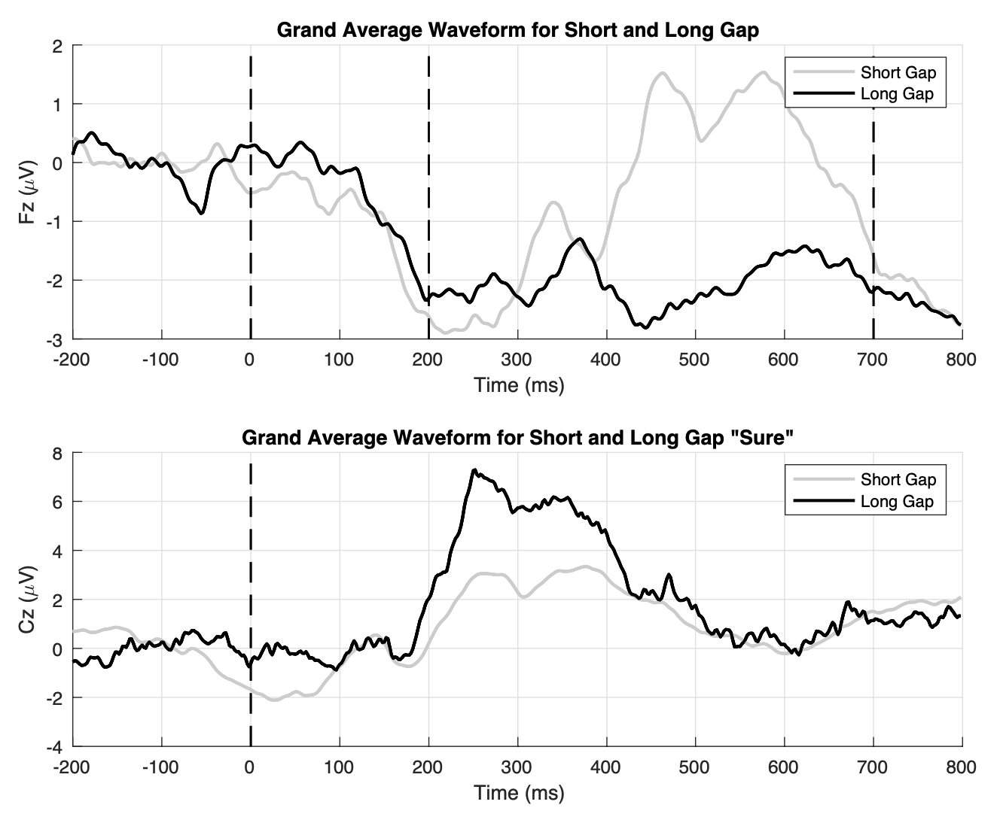 Grand Average Waveform for Short and Long Gap
2
1
0
-1
-2
-3
Fz (μV)
Short Gap
Long Gap
-200 -100 0 100 200 300 400 500 600 700 800
Time (ms)
Grand Average Waveform for Short and Long Gap "Sure"
8
6
4
2
0
-2
-4
Cz (μV)
Short Gap
Long Gap
-200 -100 0 100 200 300 400 500 600 700 800
Time (ms)